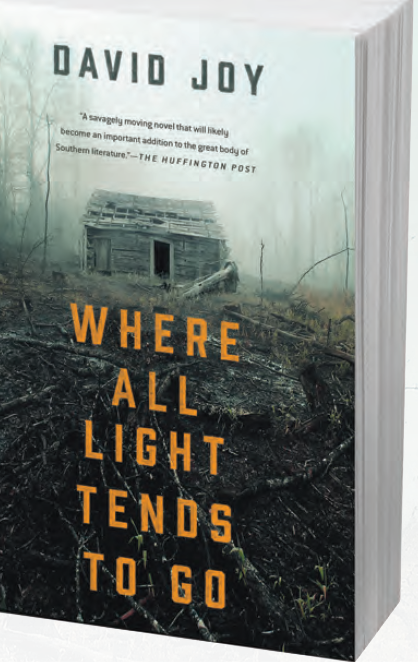 DAVID JOY
"A savagely moving novel that will likely
become an important addition to the great body of
Southern literature."—THE HUFFINGTON POST
WHERE
ALL
LIGHT
TENDS
TO GO